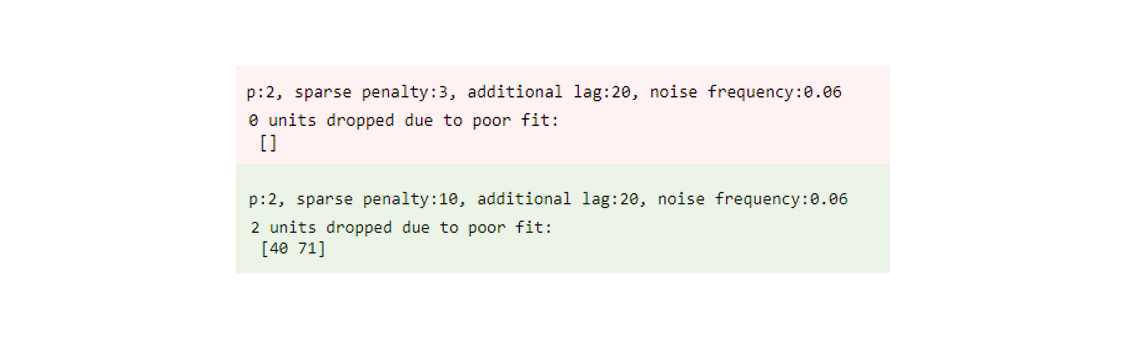 p:2, sparse penalty:3, additional lag:20, noise frequency:0.06
0 units dropped due to poor fit:
[]
p:2, sparse penalty:10, additional lag:20, noise frequency:0.06
2 units dropped due to poor fit:
[40 71]